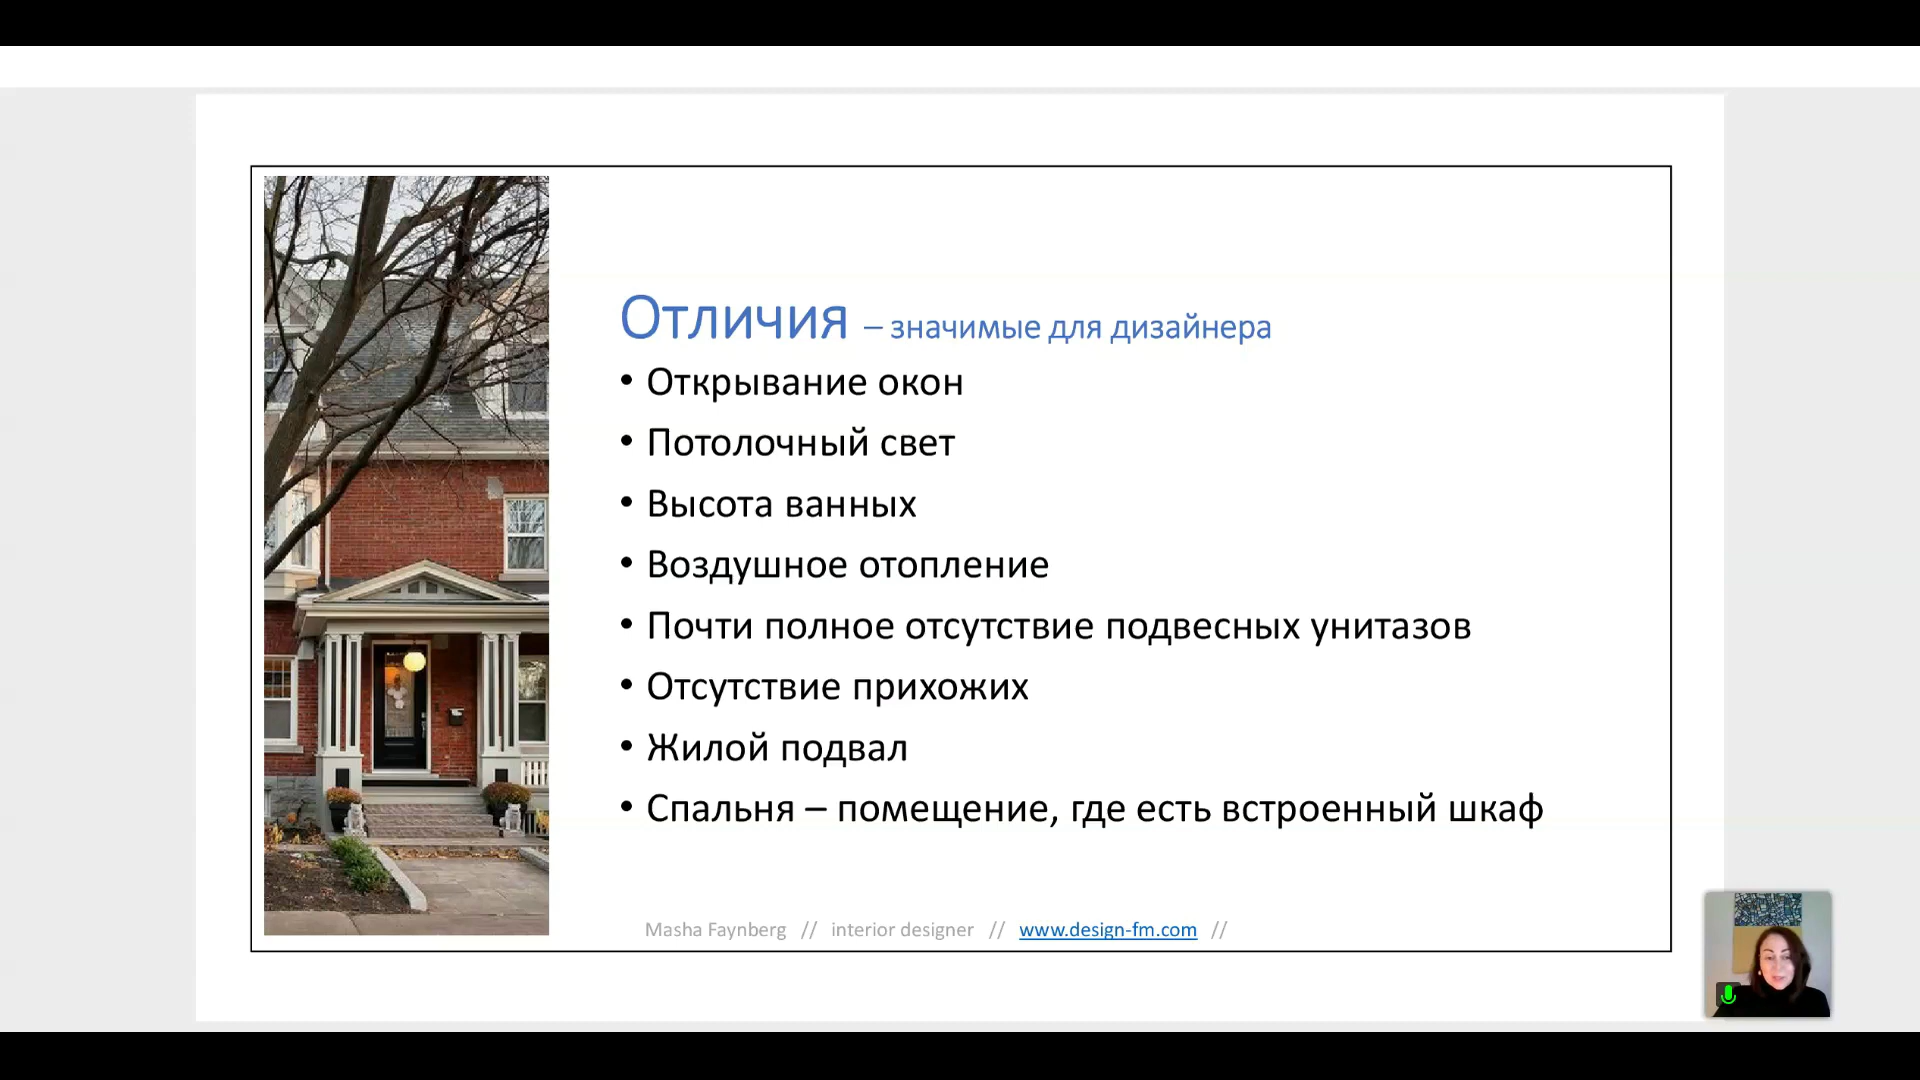 Отличия – значимые для дизайнера
• Открывание окон
• Потолочный свет
• Высота ванных
• Воздушное отопление
• Почти полное отсутствие подвесных унитазов
• Отсутствие прихожих
• Жилой подвал
• Спальня – помещение, где есть встроенный шкаф
Masha Faynberg // interior designer // www.design-fm.com //